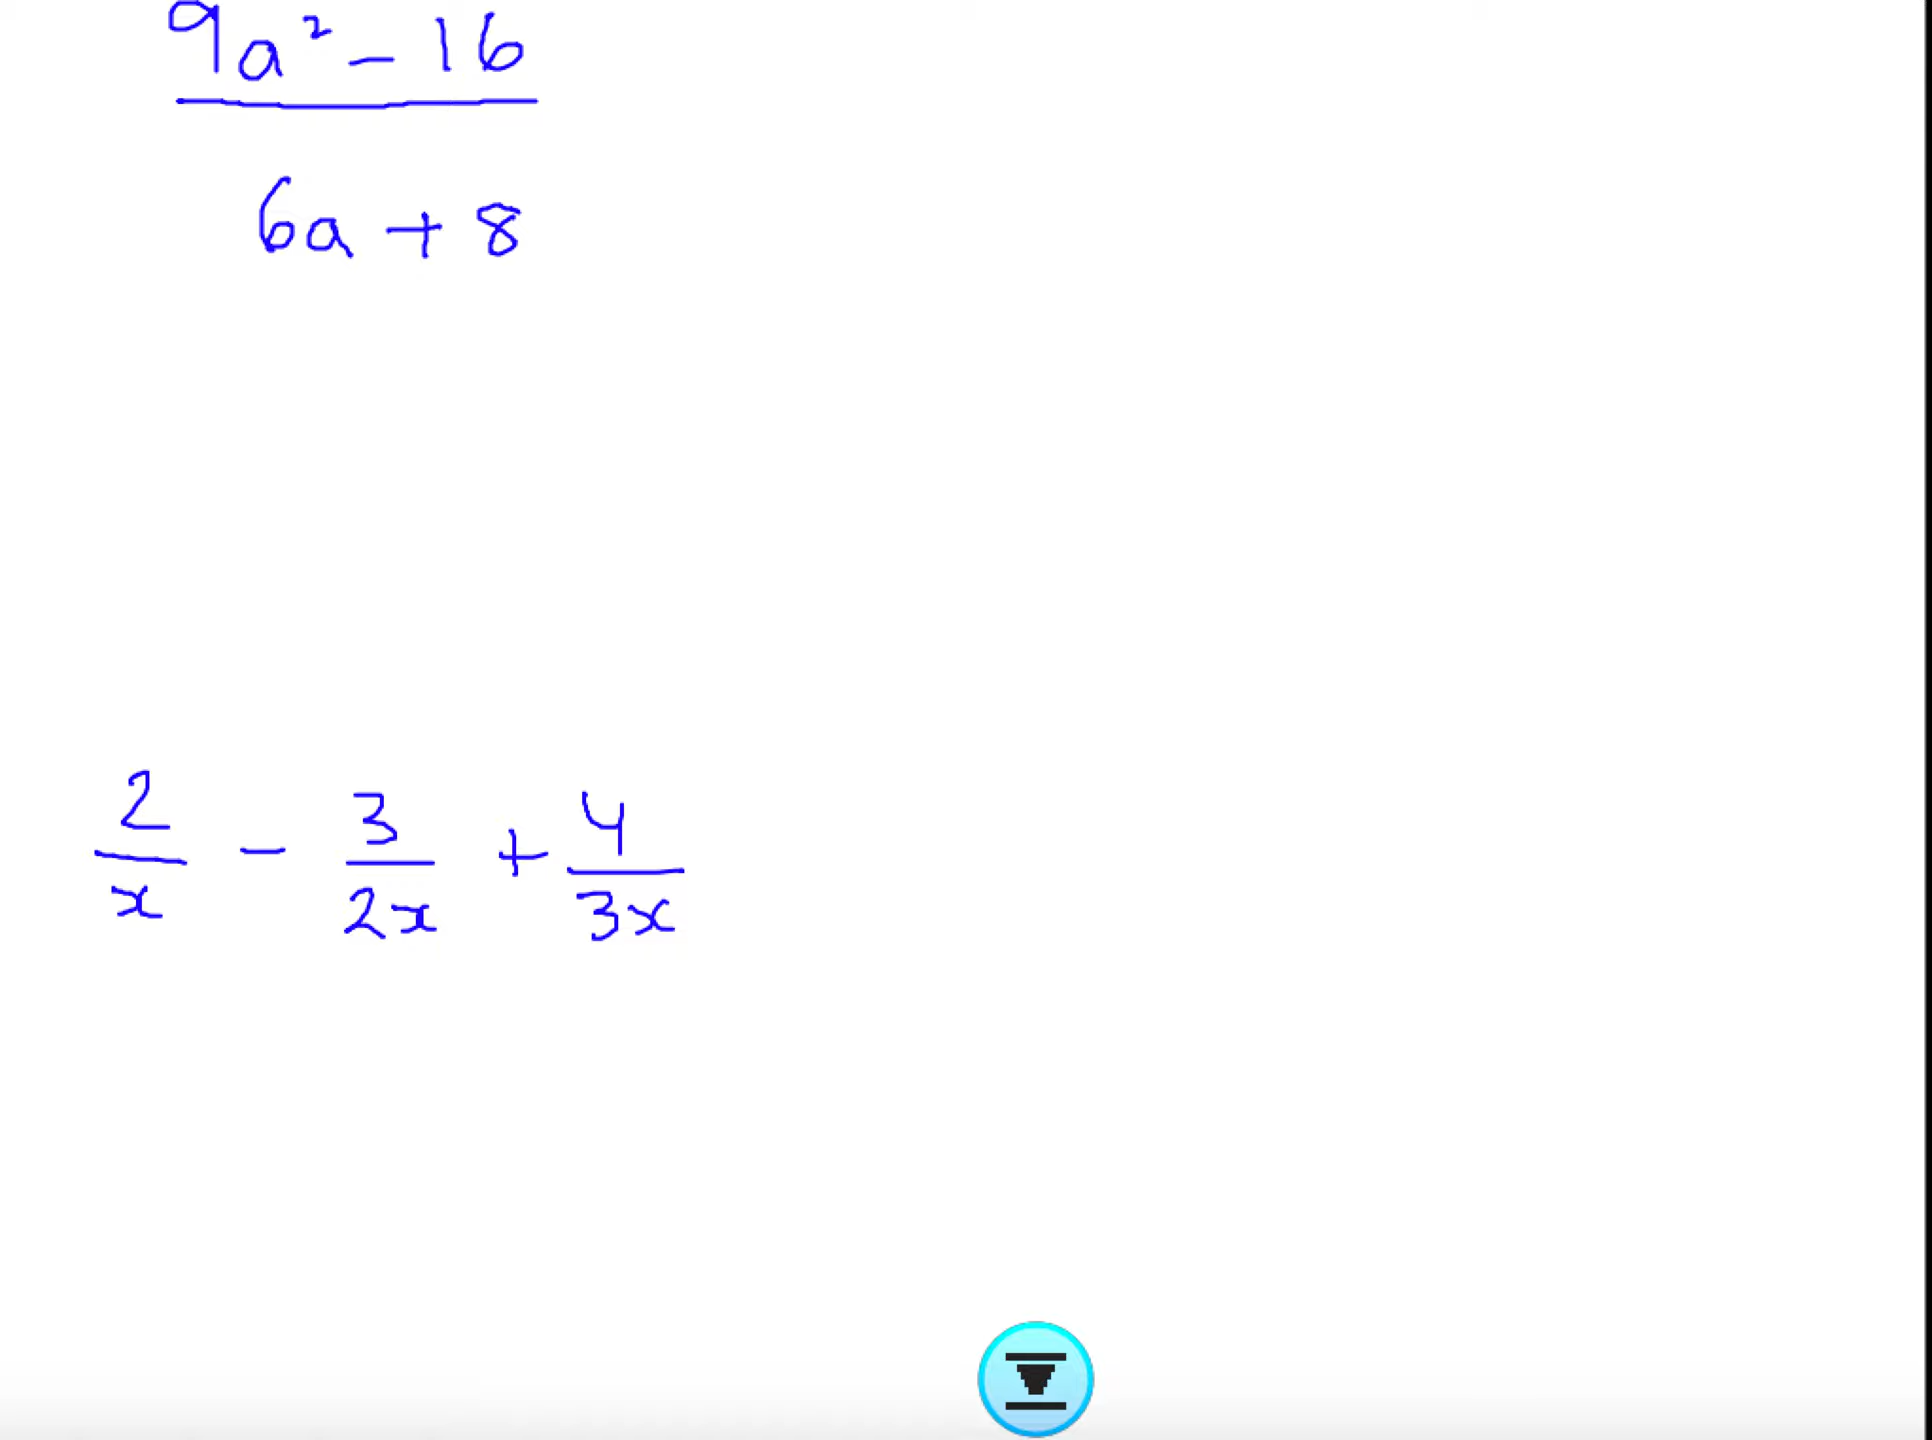 9a² - 16
6a + 8
2/x - 3/2x + 4/3x